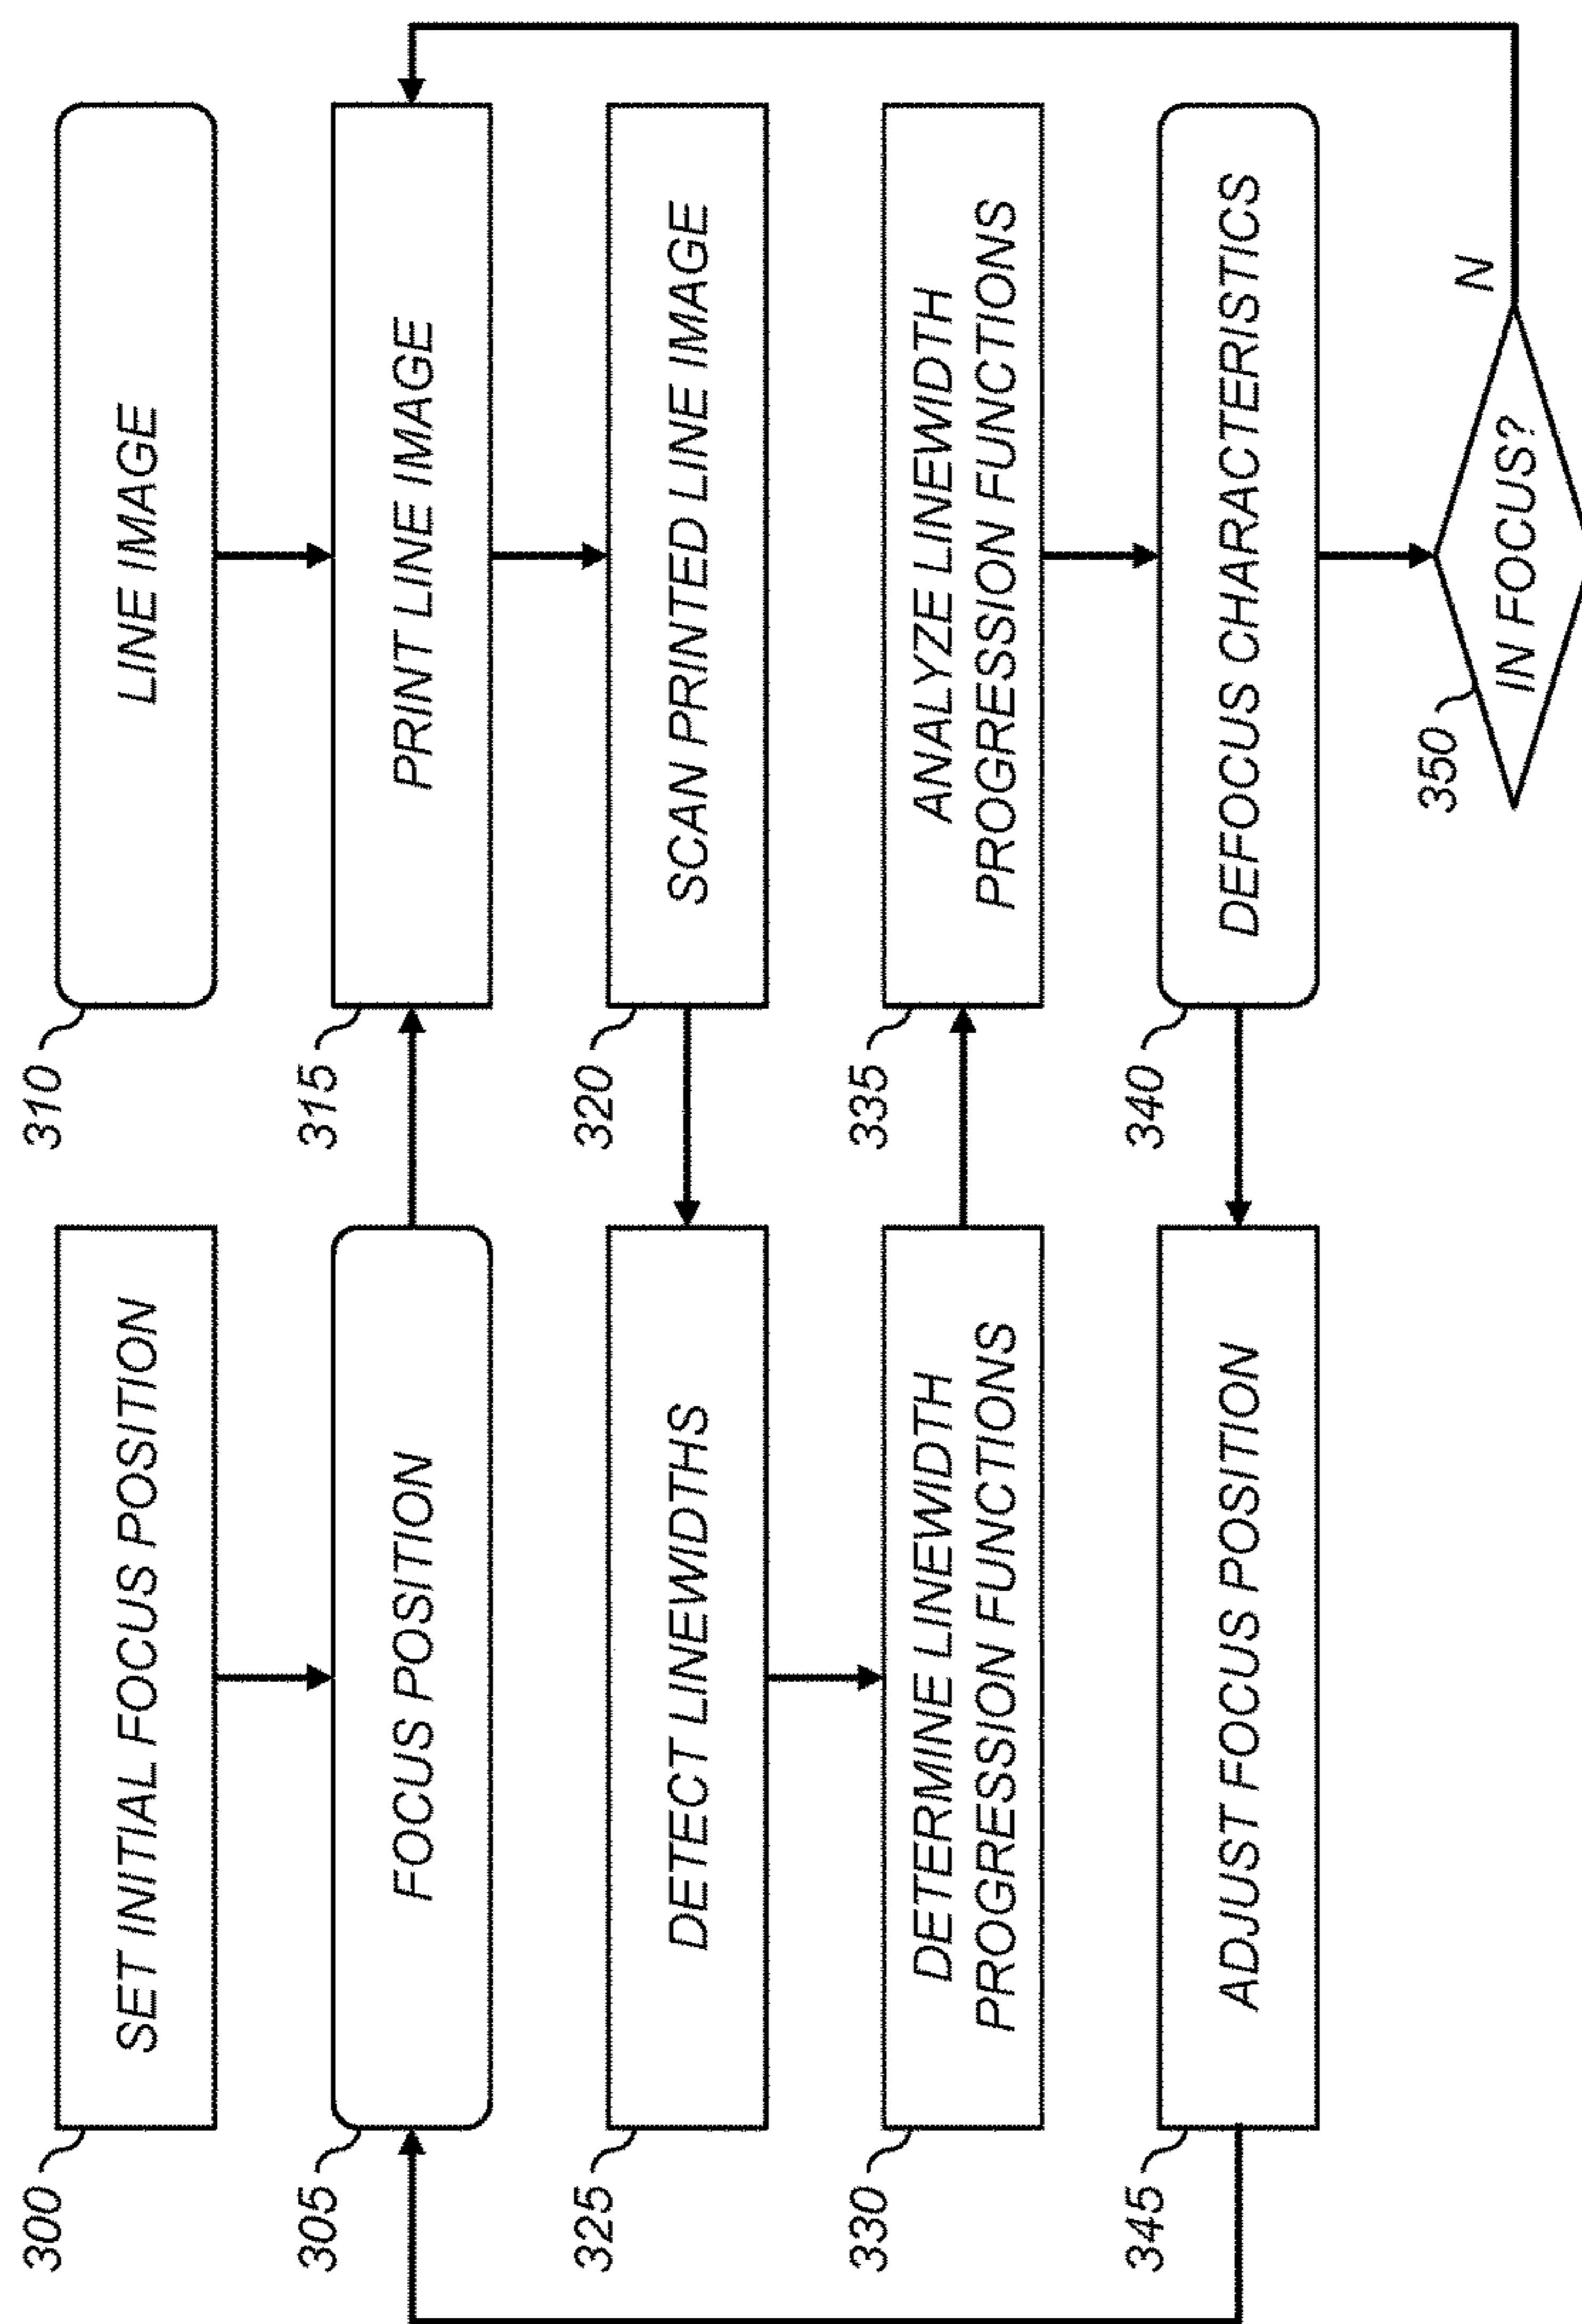 300
SET INITIAL FOCUS POSITION
310
LINE IMAGE
305
FOCUS POSITION
315
PRINT LINE IMAGE
325
DETECT LINEWIDTHS
320
SCAN PRINTED LINE IMAGE
330
DETERMINE LINEWIDTH
PROGRESSION FUNCTIONS
335
ANALYZE LINEWIDTH
PROGRESSION FUNCTIONS
345
ADJUST FOCUS POSITION
340
DEFOCUS CHARACTERISTICS
350
IN FOCUS?
N